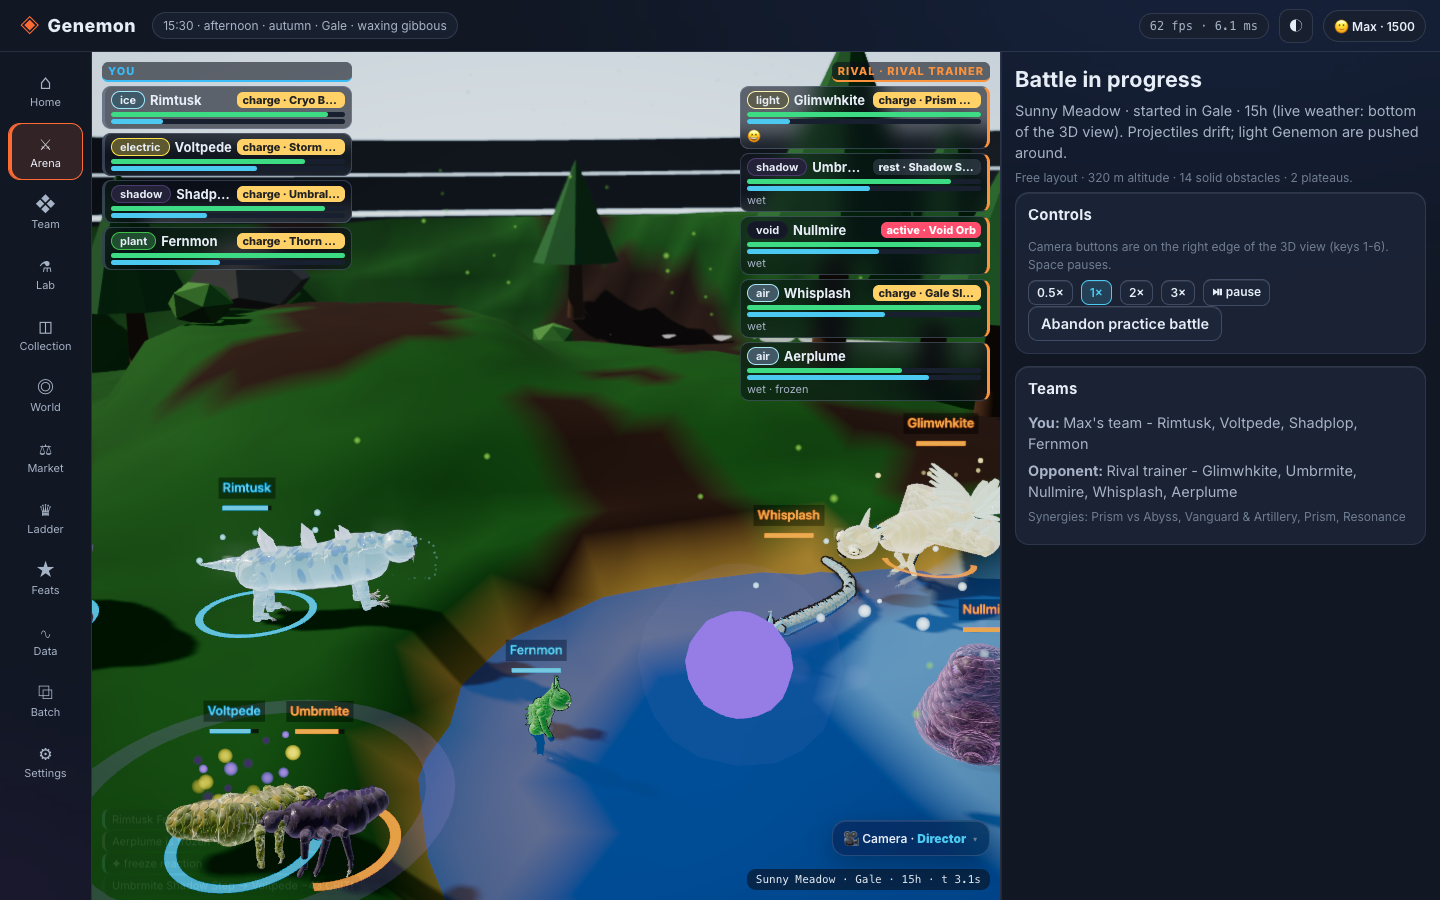 Genemon
15:30 · afternoon · autumn · Gale · waxing gibbous
62 fps · 6.1 ms
Max · 1500
Home
Arena
Team
Lab
Collection
World
Market
Ladder
Feats
Data
Batch
Settings
YOU
ice Rimtusk charge · Cryo B...
electric Voltpede charge · Storm ...
shadow Shadp... charge · Umbral...
plant Fernmon charge · Thorn ...
RIVAL · RIVAL TRAINER
light Glimwhkite charge · Prism ...
shadow Umbr... rest · Shadow S...
wet
void Nullmire active · Void Orb
wet
air Whisplash charge · Gale Sl...
wet
air Aerplume
wet · frozen
Glimwhkite
Rimtusk
Whisplash
Nullmi
Fernmon
Voltpede
Umbrmite
Rimtusk
Aerplume
freeze reaction
Umbrmite Shadow Step → Voltpede
Camera · Director
Sunny Meadow · Gale · 15h · t 3.1s
Battle in progress
Sunny Meadow · started in Gale · 15h (live weather: bottom
of the 3D view). Projectiles drift; light Genemon are pushed
around.
Free layout · 320 m altitude · 14 solid obstacles · 2 plateaus.
Controls
Camera buttons are on the right edge of the 3D view (keys 1-6).
Space pauses.
0.5× 1× 2× 3× pause
Abandon practice battle
Teams
You: Max's team - Rimtusk, Voltpede, Shadplop,
Fernmon
Opponent: Rival trainer - Glimwhkite, Umbrmite,
Nullmire, Whisplash, Aerplume
Synergies: Prism vs Abyss, Vanguard & Artillery, Prism, Resonance